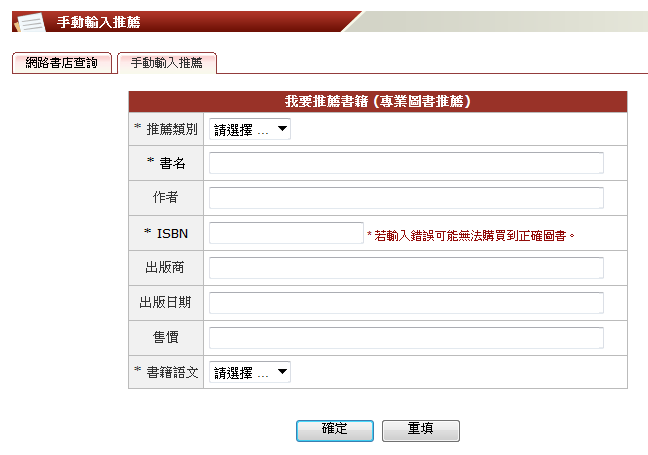 手動輸入推薦
網路書店查詢 手動輸入推薦
我要推薦書籍 (專業圖書推薦)
* 推薦類別 請選擇 ...
* 書名
作者
* ISBN * 若輸入錯誤可能無法購買到正確圖書。
出版商
出版日期
售價
* 書籍語文 請選擇 ...
確定 重填